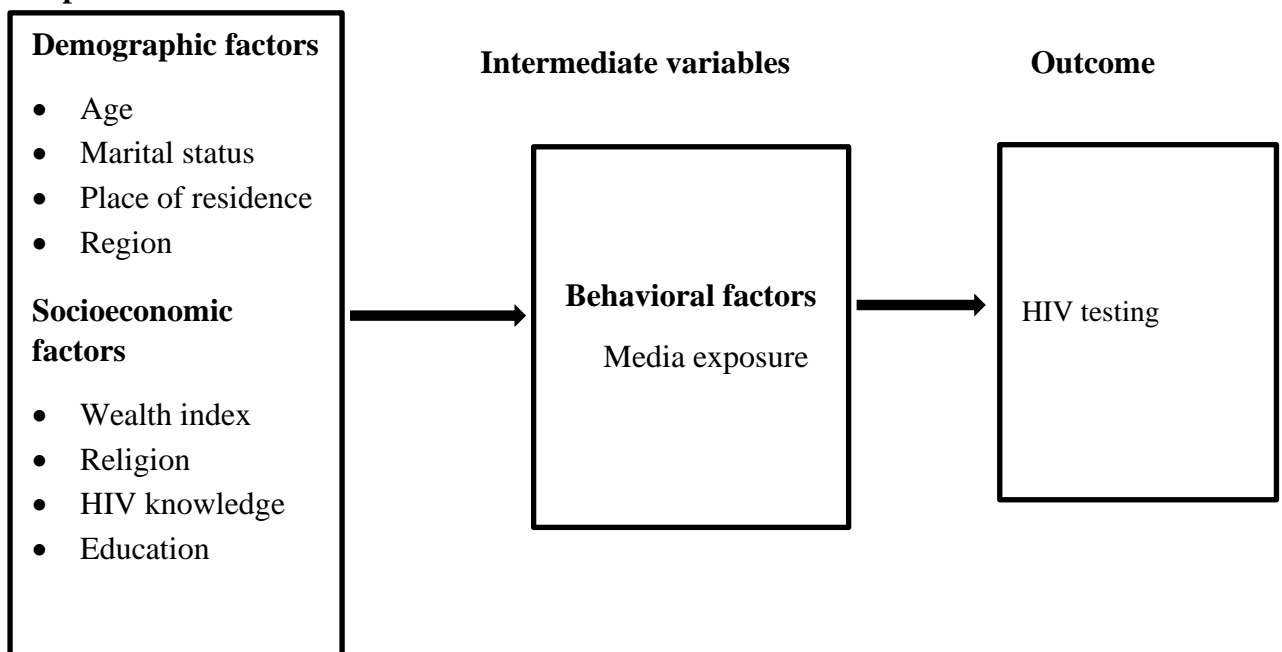 Demographic factors
• Age
• Marital status
• Place of residence
• Region
Socioeconomic
factors
• Wealth index
• Religion
• HIV knowledge
• Education
Intermediate variables
Behavioral factors
Media exposure
Outcome
HIV testing